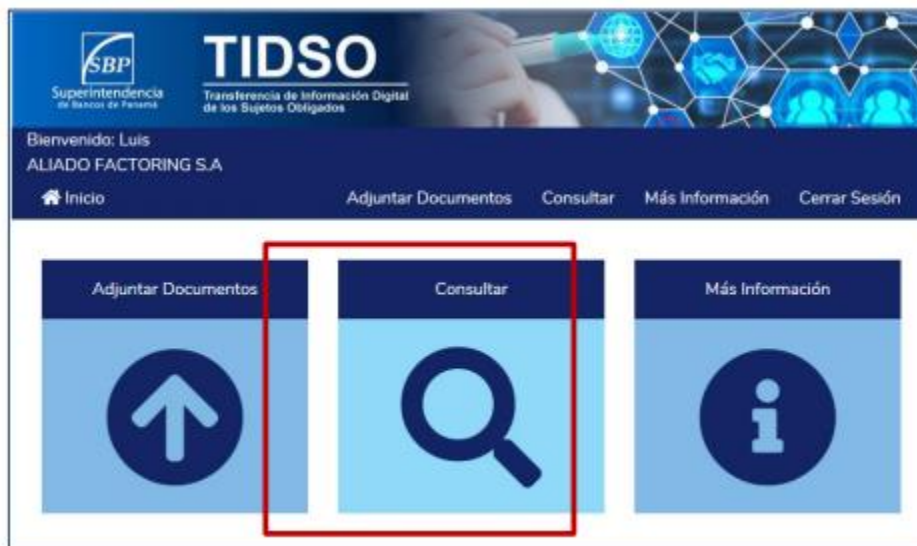 SBP
Superintendencia
de Bancos de Panamá
TIDSO
Transferencia de Información Digital
de los Sujetos Obligados
Bienvenido: Luis
ALIADO FACTORING S.A
Inicio
Adjuntar Documentos
Consultar
Más Información
Cerrar Sesión
Adjuntar Documentos
Consultar
Más Información